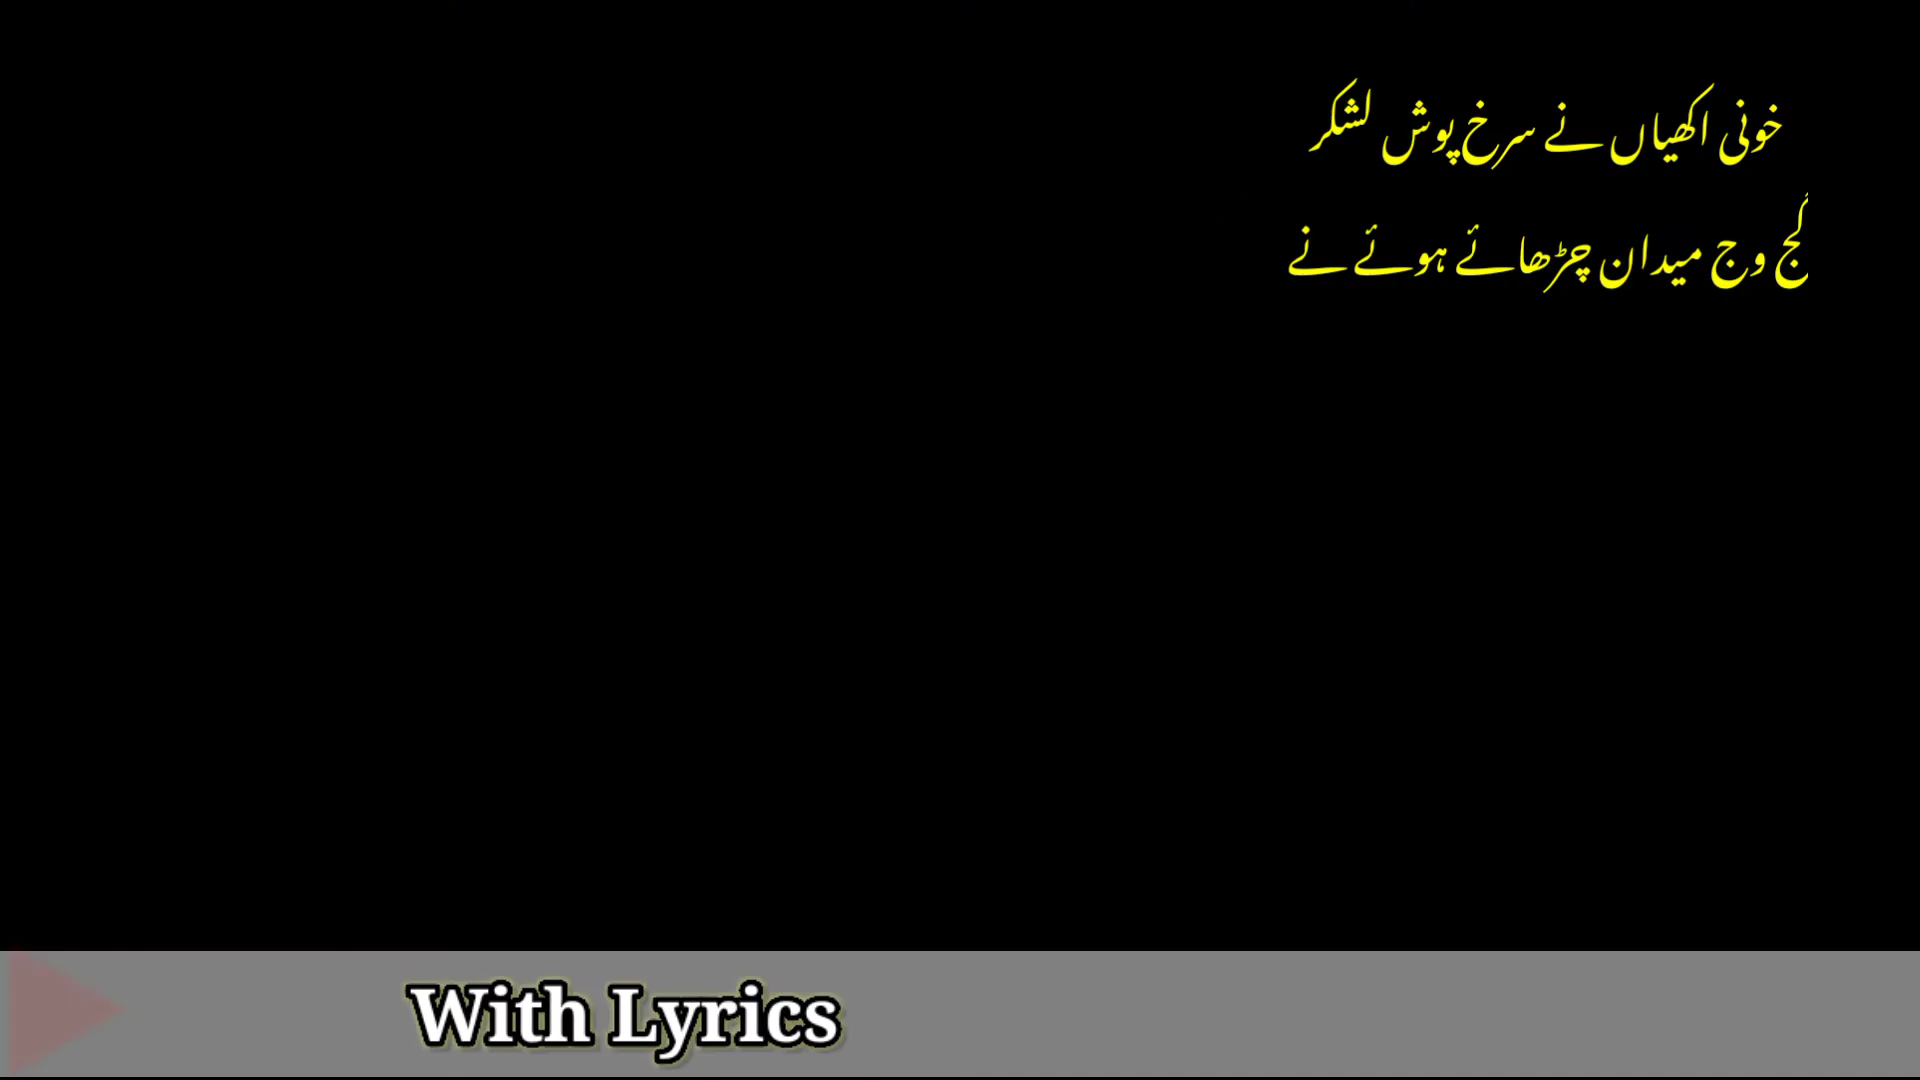 خونی اکھیاں نے سرخ پوش لشکر
وج میدان چڑھائے ہوئے نے
With Lyrics